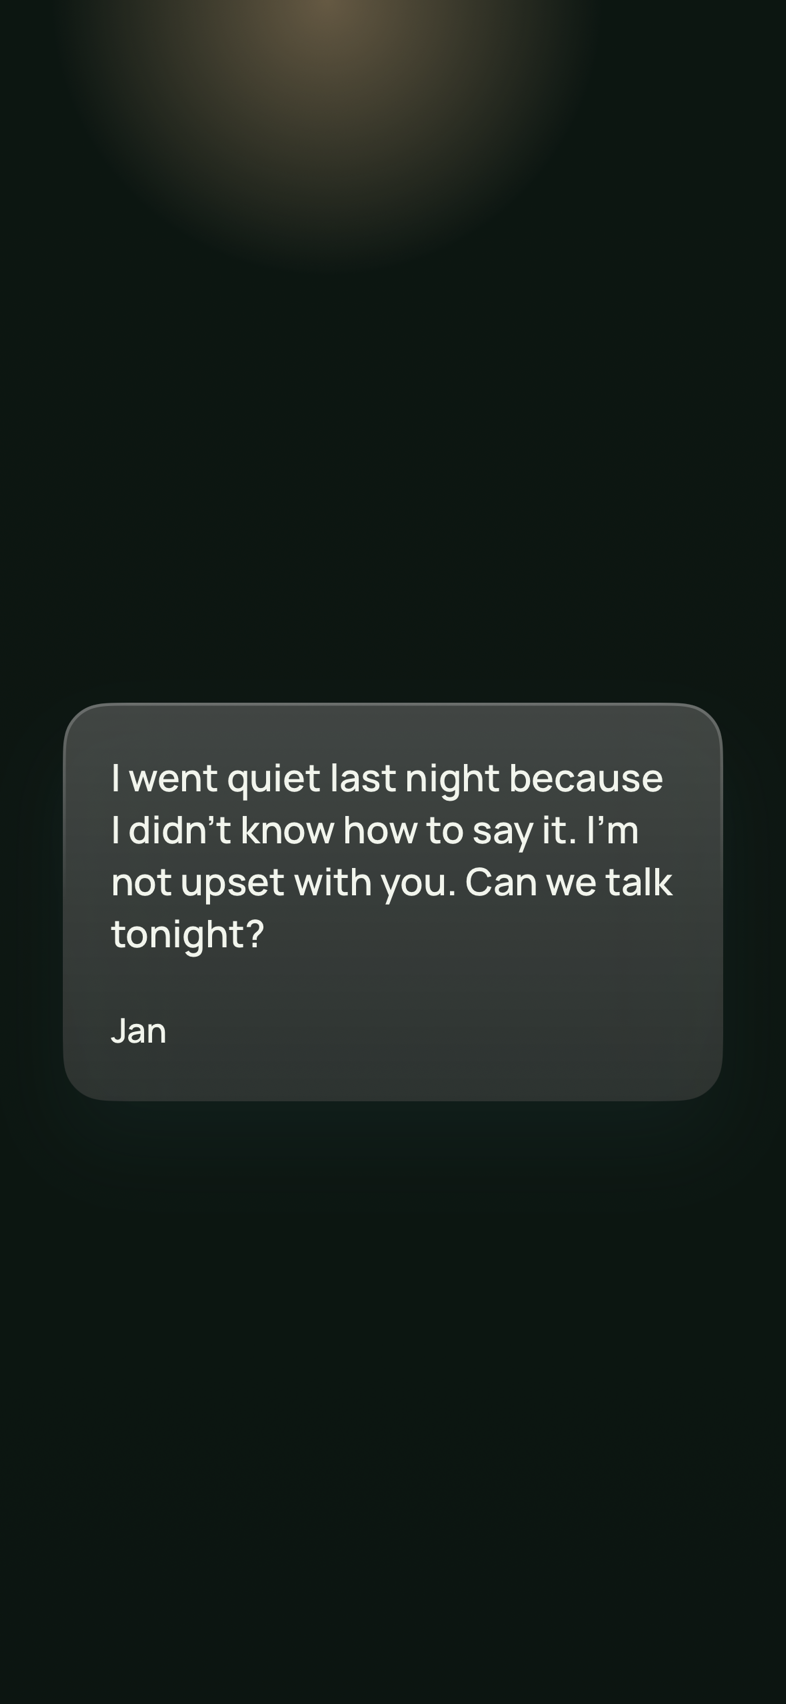 I went quiet last night because
I didn’t know how to say it. I’m
not upset with you. Can we talk
tonight?
Jan